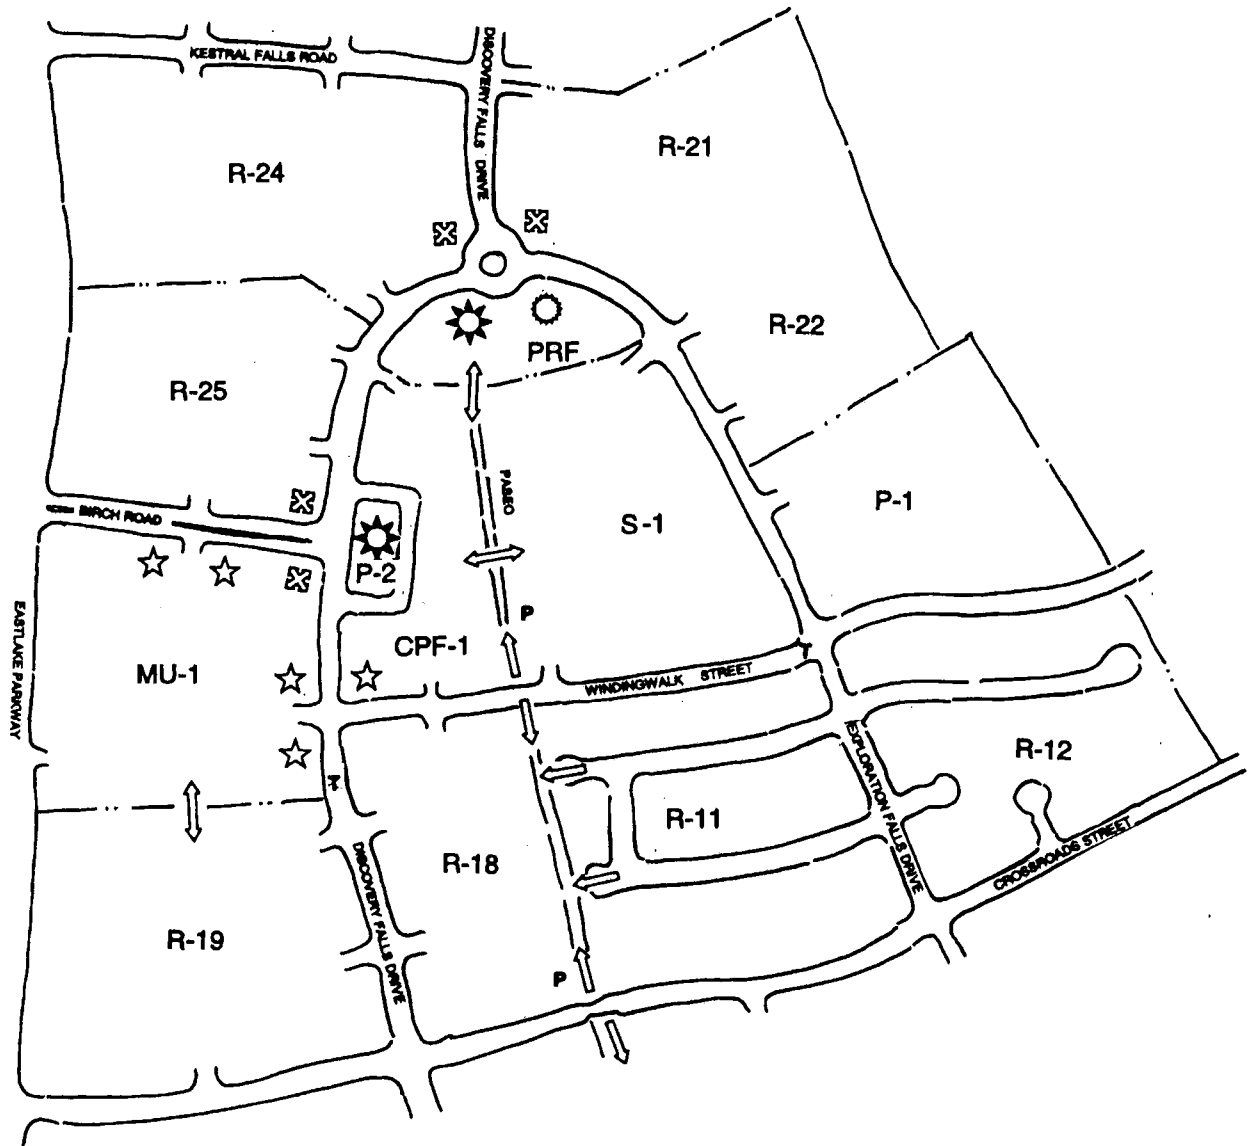 KESTRAL FALLS ROAD
DISCOVERY FALLS DRIVE
R-21
R-24
R-22
PRF
R-25
PASEO
P-1
BIRCH ROAD
S-1
P-2
P
EASTLAKE PARKWAY
CPF-1
MU-1
WINDINGWALK STREET
T
R-12
EXPLORATION FALLS DRIVE
T
R-11
CROSSROADS STREET
R-18
DISCOVERY FALLS DRIVE
R-19
P